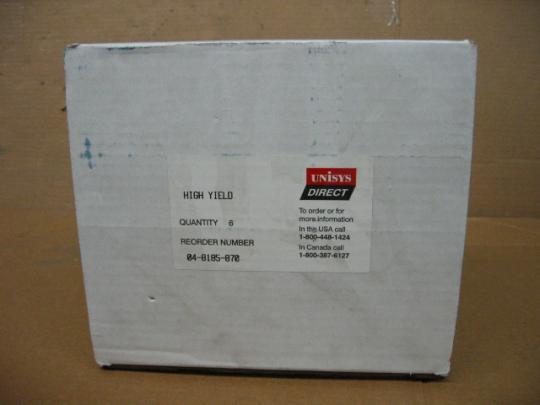 HIGH YIELD
QUANTITY 6
REORDER NUMBER
04-8185-870
UNISYS
DIRECT
To order or for
more information
In the USA call
1-800-448-1424
In Canada call
1-800-387-6127